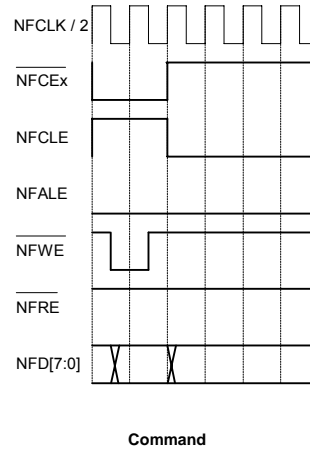 NFCLK / 2
NFCEx
NFCLE
NFALE
NFWE
NFRE
NFD[7:0]
Command